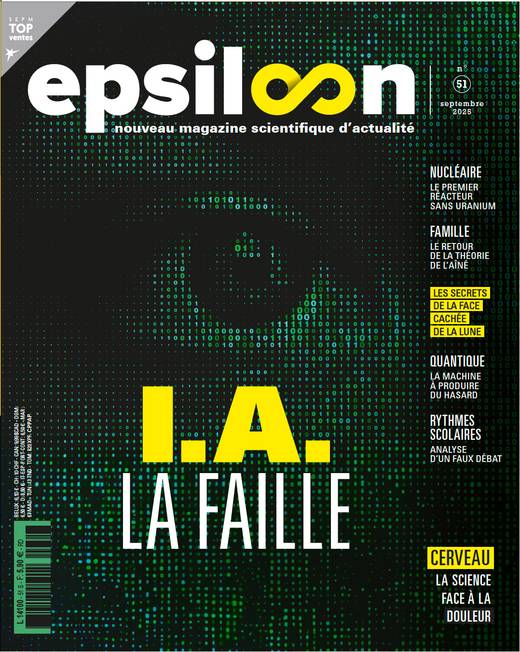 SEPM
TOP
ventes
epsiloon
nouveau magazine scientifique d'actualité
n°
51
septembre
2025
NUCLÉAIRE
LE PREMIER
RÉACTEUR
SANS URANIUM
FAMILLE
LE RETOUR
DE LA THÉORIE
DE L'AÎNÉ
LES SECRETS
DE LA FACE
CACHÉE
DE LA LUNE
QUANTIQUE
LA MACHINE
À PRODUIRE
DU HASARD
RYTHMES
SCOLAIRES
ANALYSE
D'UN FAUX DÉBAT
I.A.
LA FAILLE
CERVEAU
LA SCIENCE
FACE À LA
DOULEUR
L 14100 - 51 S - F: 5,90 € - RD